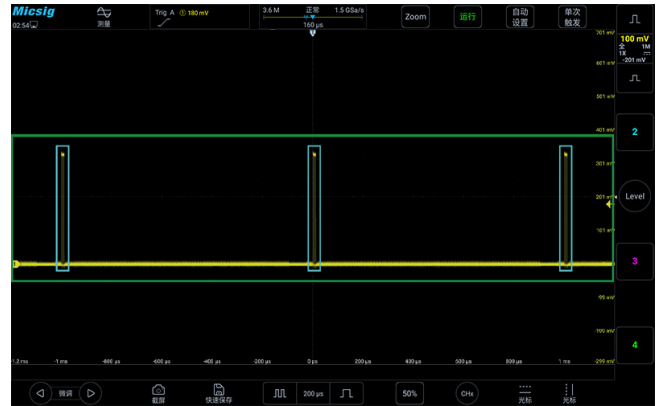 Micsig
02:54
测量
Trig A ① 180 mV
3.6 M 正常 1.5 GSa/s
160 μs
Zoom
运行
自动
设置
单次
触发
701 mV
601 mV
501 mV
401 mV
301 mV
201 mV
101 mV
-99 mV
-199 mV
-299 mV
100 mV
全 1M
1X
-201 mV
2
Level
3
4
-1.2 ms -1 ms -800 μs -600 μs -400 μs -200 μs 0 ps 200 μs 400 μs 600 μs 800 μs 1 ms
微调
截屏
快速保存
200 μs
50%
CHx
光标
光标